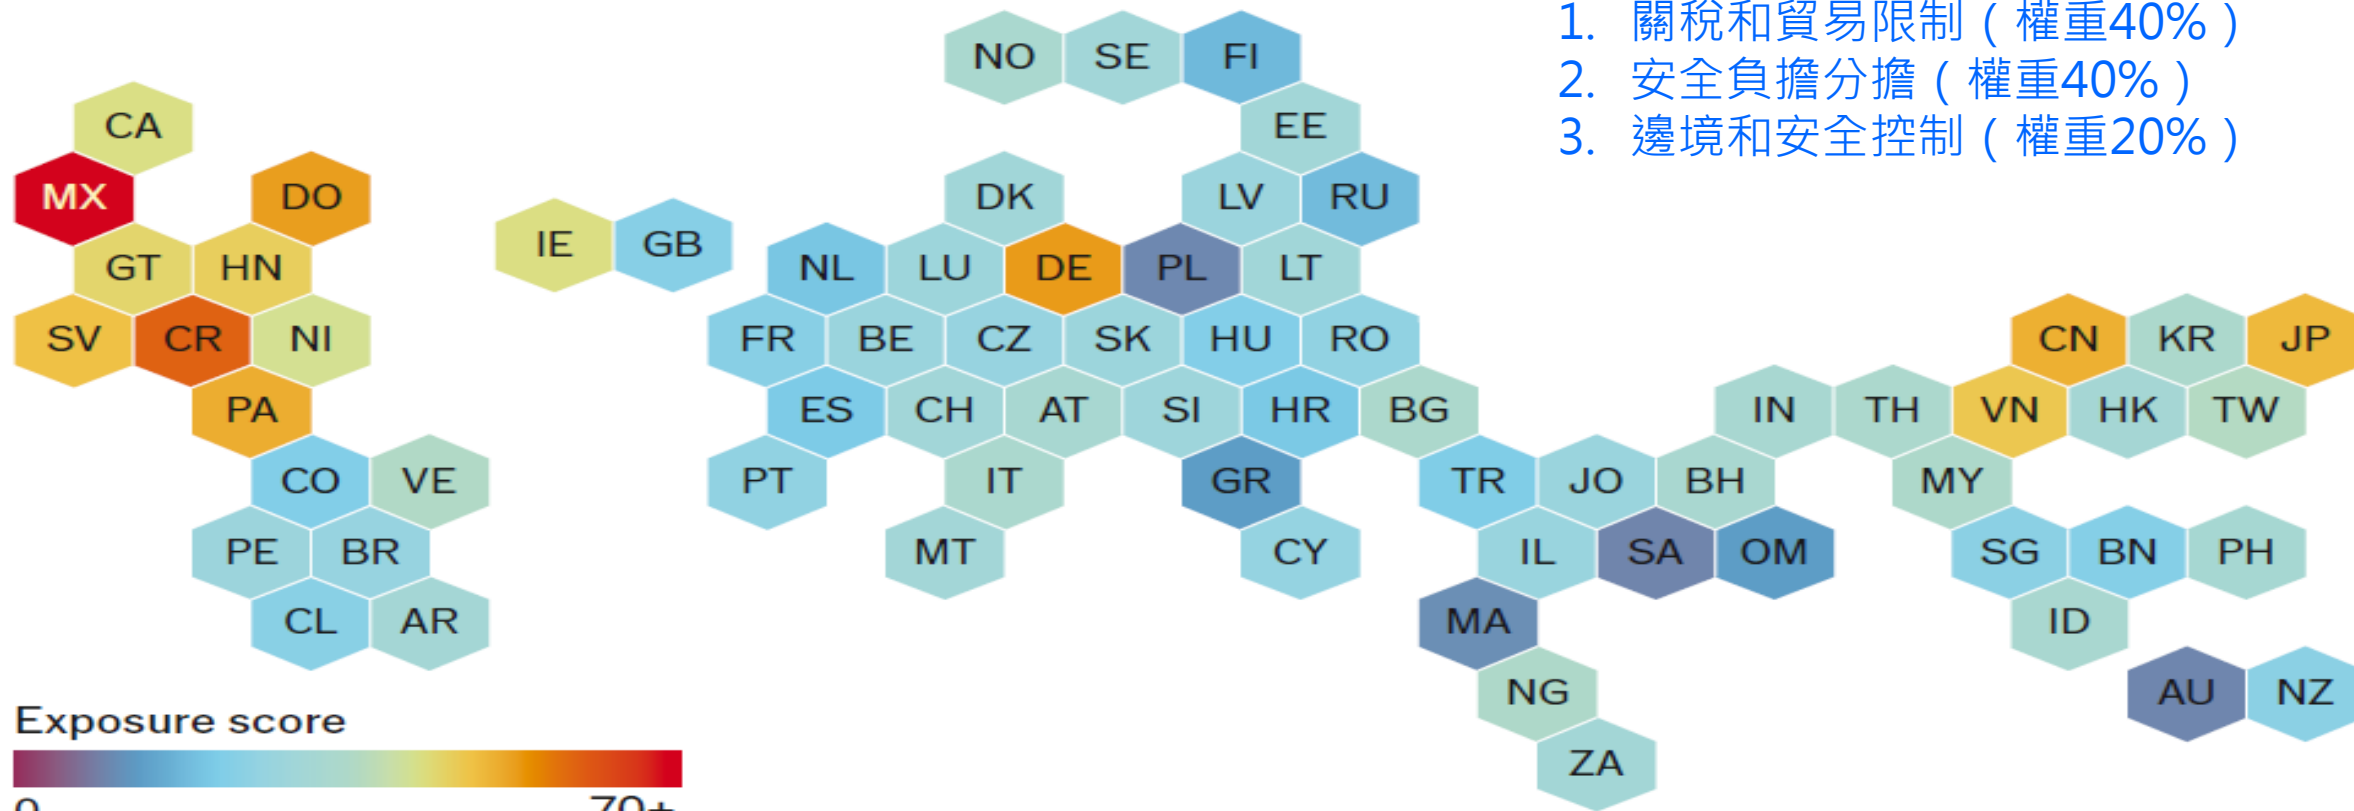 1. 關稅和貿易限制（權重40%）
2. 安全負擔分擔（權重40%）
3. 邊境和安全控制（權重20%）
NO SE FI
CA EE
MX DO DK LV RU
IE GB
GT HN NL LU DE PL LT
SV CR NI FR BE CZ SK HU RO CN KR JP
PA ES CH AT SI HR BG IN TH VN HK TW
CO VE PT IT GR TR JO BH MY
PE BR MT CY IL SA OM SG BN PH
CL AR MA ID
NG AU NZ
Exposure score
ZA
0 70+